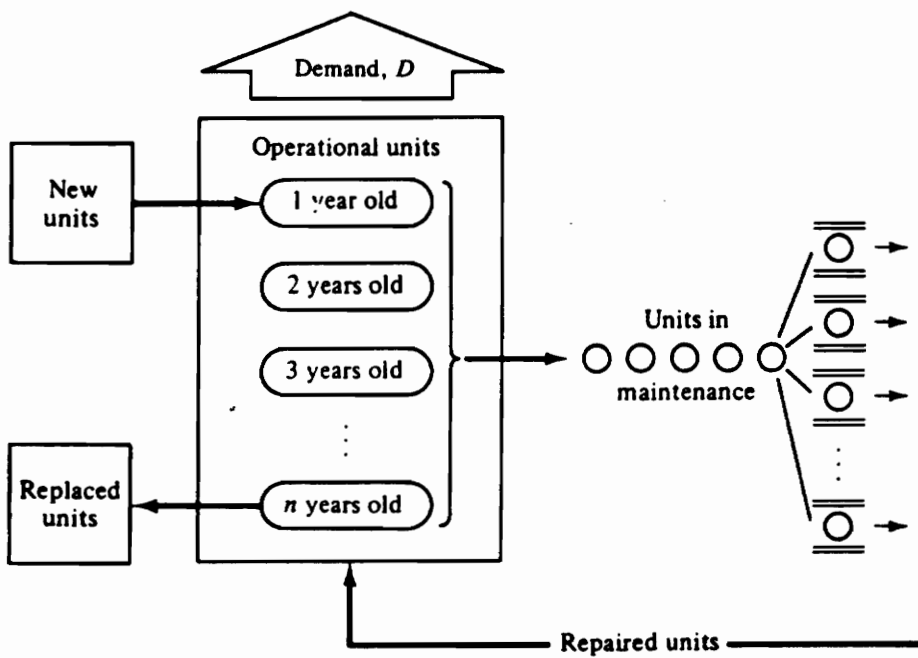 Demand, D
Operational units
New
units
1 year old
2 years old
3 years old
Units in
maintenance
Replaced
units
n years old
Repaired units